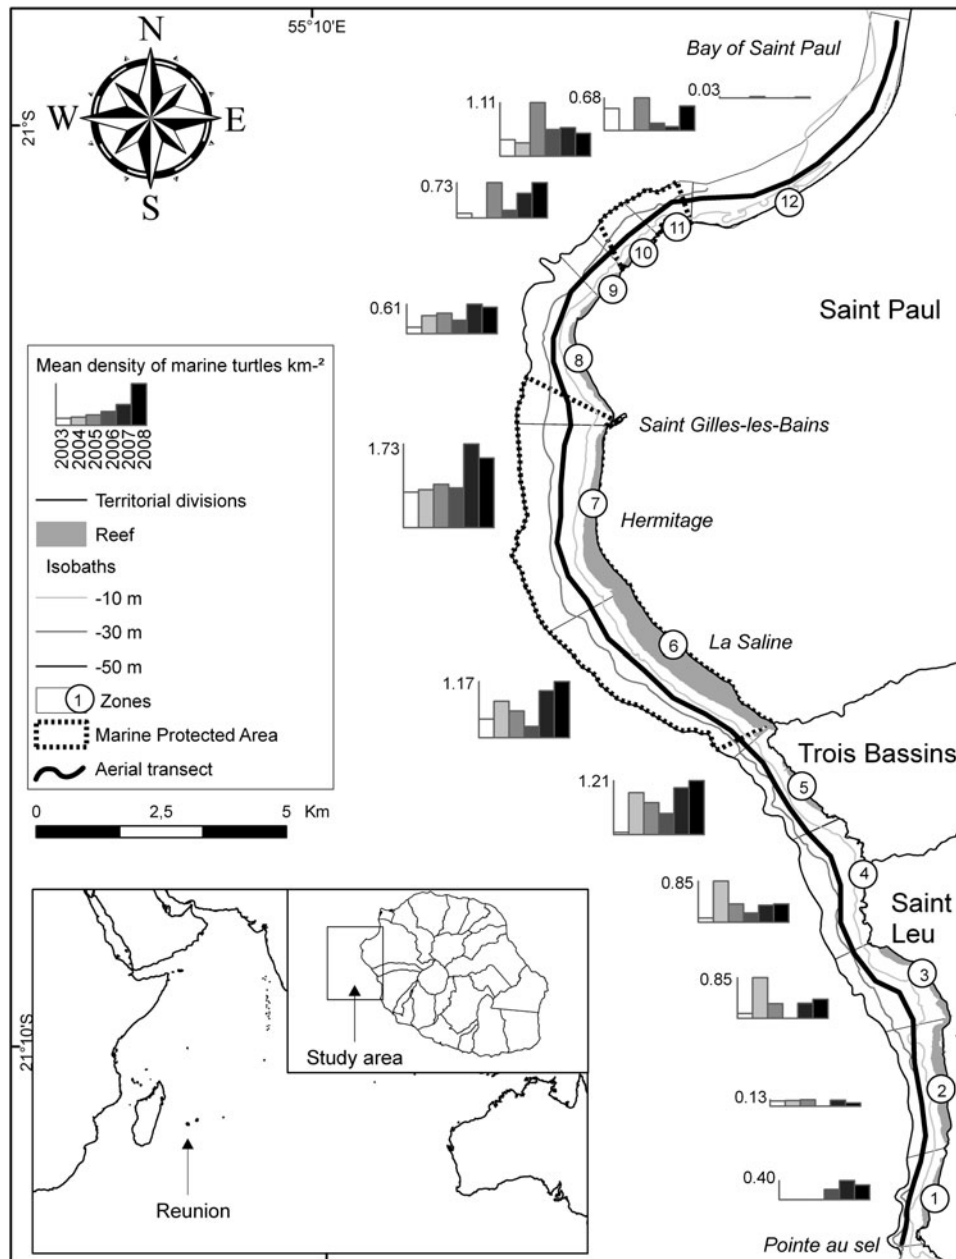 55°10'E
N
W
E
S
21°S
Bay of Saint Paul
0.03
0.68
1.11
0.73
12
11
10
9
Saint Paul
0.61
8
Mean density of marine turtles km-²
2003
2004
2005
2006
2007
2008
Saint Gilles-les-Bains
1.73
7
Hermitage
Territorial divisions
Reef
Isobaths
-10 m
-30 m
-50 m
1 Zones
Marine Protected Area
Aerial transect
6
La Saline
1.17
Trois Bassins
5
1.21
0 2,5 5 Km
4
0.85
Saint
Leu
3
0.85
21°10'S
Study area
2
0.13
Reunion
0.40
1
Pointe au sel